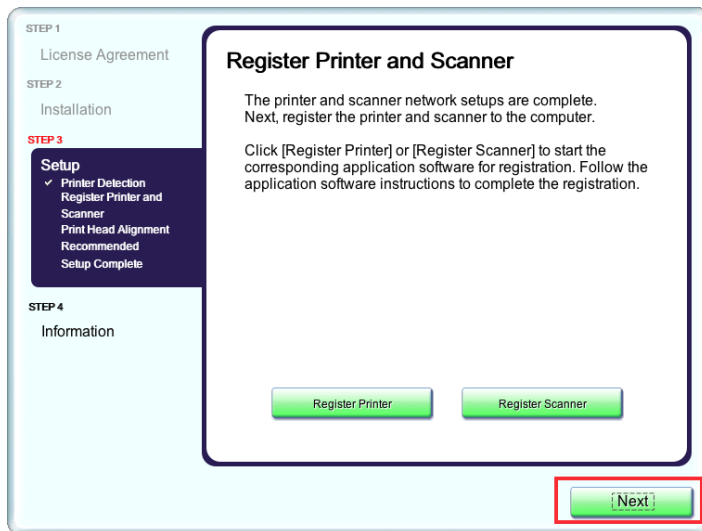 STEP 1
License Agreement
STEP 2
Installation
STEP 3
Setup
Printer Detection
Register Printer and
Scanner
Print Head Alignment
Recommended
Setup Complete
STEP 4
Information
Register Printer and Scanner
The printer and scanner network setups are complete.
Next, register the printer and scanner to the computer.
Click [Register Printer] or [Register Scanner] to start the
corresponding application software for registration. Follow the
application software instructions to complete the registration.
Register Printer
Register Scanner
Next